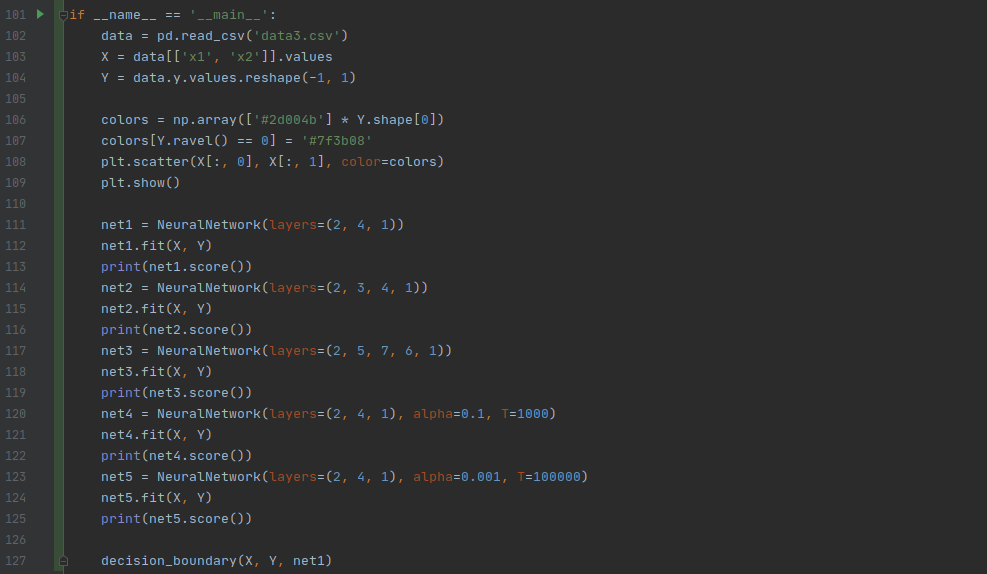 101 if __name__ == '__main__':
102     data = pd.read_csv('data3.csv')
103     X = data[['x1', 'x2']].values
104     Y = data.y.values.reshape(-1, 1)
105
106     colors = np.array(['#2d004b'] * Y.shape[0])
107     colors[Y.ravel() == 0] = '#7f3b08'
108     plt.scatter(X[:, 0], X[:, 1], color=colors)
109     plt.show()
110
111     net1 = NeuralNetwork(layers=(2, 4, 1))
112     net1.fit(X, Y)
113     print(net1.score())
114     net2 = NeuralNetwork(layers=(2, 3, 4, 1))
115     net2.fit(X, Y)
116     print(net2.score())
117     net3 = NeuralNetwork(layers=(2, 5, 7, 6, 1))
118     net3.fit(X, Y)
119     print(net3.score())
120     net4 = NeuralNetwork(layers=(2, 4, 1), alpha=0.1, T=1000)
121     net4.fit(X, Y)
122     print(net4.score())
123     net5 = NeuralNetwork(layers=(2, 4, 1), alpha=0.001, T=100000)
124     net5.fit(X, Y)
125     print(net5.score())
126
127     decision_boundary(X, Y, net1)